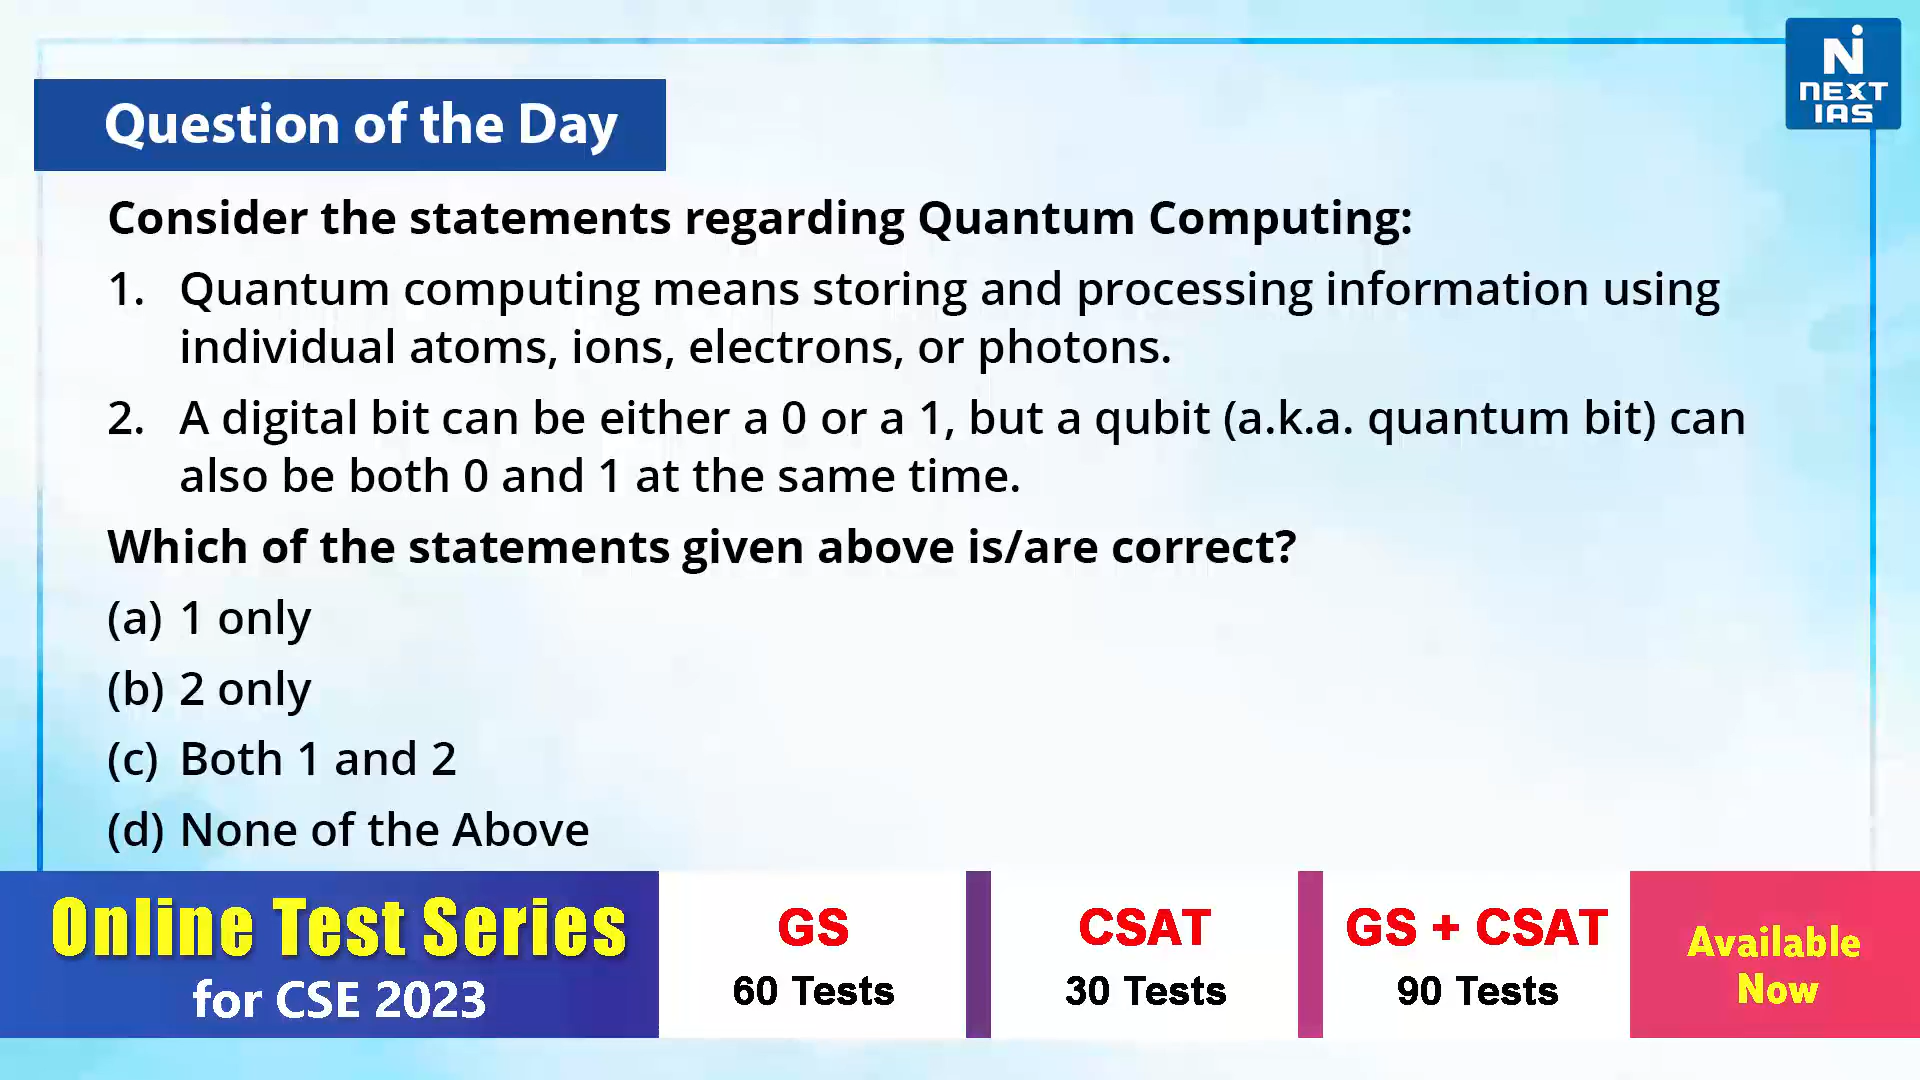 NEXT
IAS
Question of the Day
Consider the statements regarding Quantum Computing:
1. Quantum computing means storing and processing information using
individual atoms, ions, electrons, or photons.
2. A digital bit can be either a 0 or a 1, but a qubit (a.k.a. quantum bit) can
also be both 0 and 1 at the same time.
Which of the statements given above is/are correct?
(a) 1 only
(b) 2 only
(c) Both 1 and 2
(d) None of the Above
Online Test Series
for CSE 2023
GS
60 Tests
CSAT
30 Tests
GS + CSAT
90 Tests
Available
Now